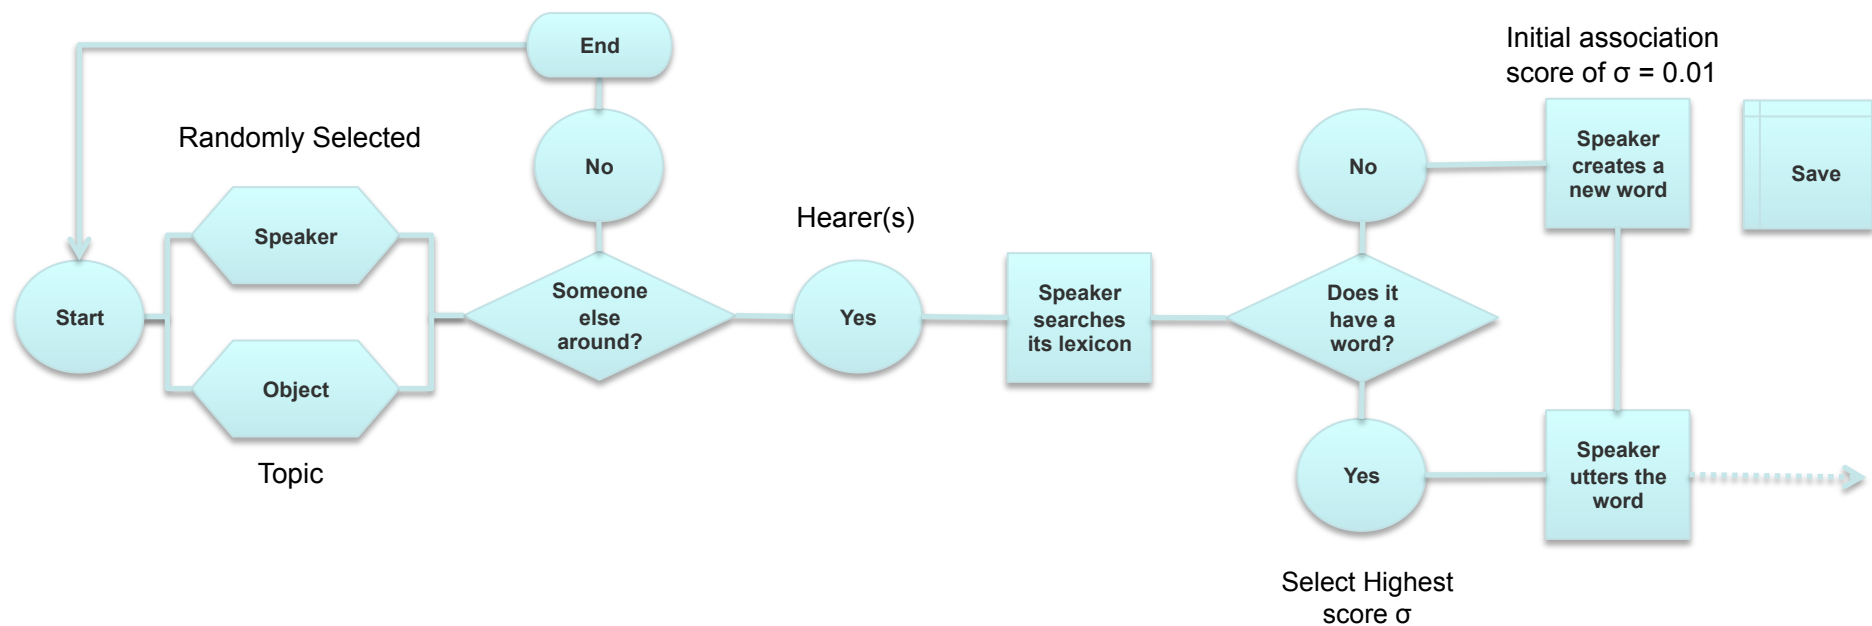 End
Initial association
score of σ = 0.01
Randomly Selected
No
No
Speaker
creates a
new word
Save
Hearer(s)
Speaker
Start
Someone
else
around?
Yes
Speaker
searches
its lexicon
Does it
have a
word?
Object
Topic
Yes
Speaker
utters the
word
Select Highest
score σ